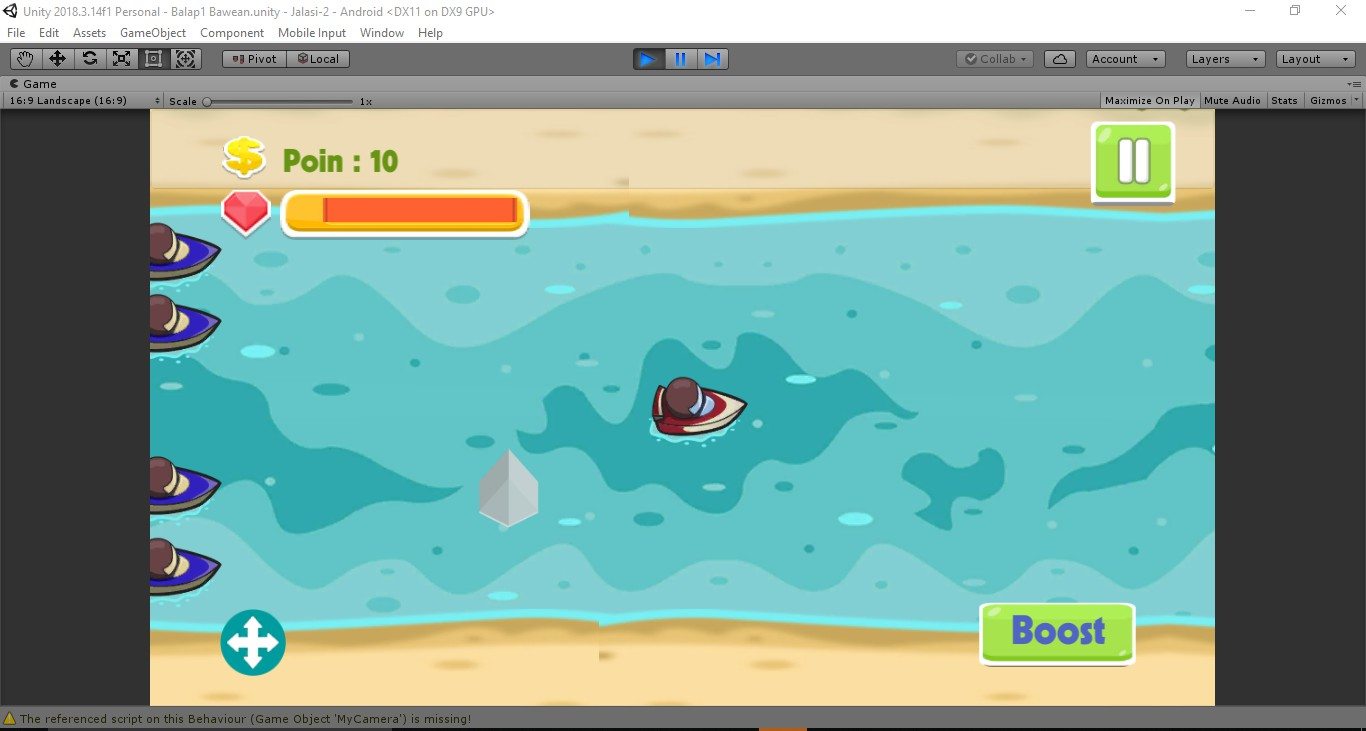 Unity 2018.3.14f1 Personal - Balap1 Bawean.unity - Jalasi-2 - Android <DX11 on DX9 GPU>
File Edit Assets GameObject Component Mobile Input Window Help
Pivot Local Collab Account Layers Layout
Game
16:9 Landscape (16:9) Scale 1x Maximize On Play Mute Audio Stats Gizmos
$ Poin : 10
Boost
The referenced script on this Behaviour (Game Object 'MyCamera') is missing!